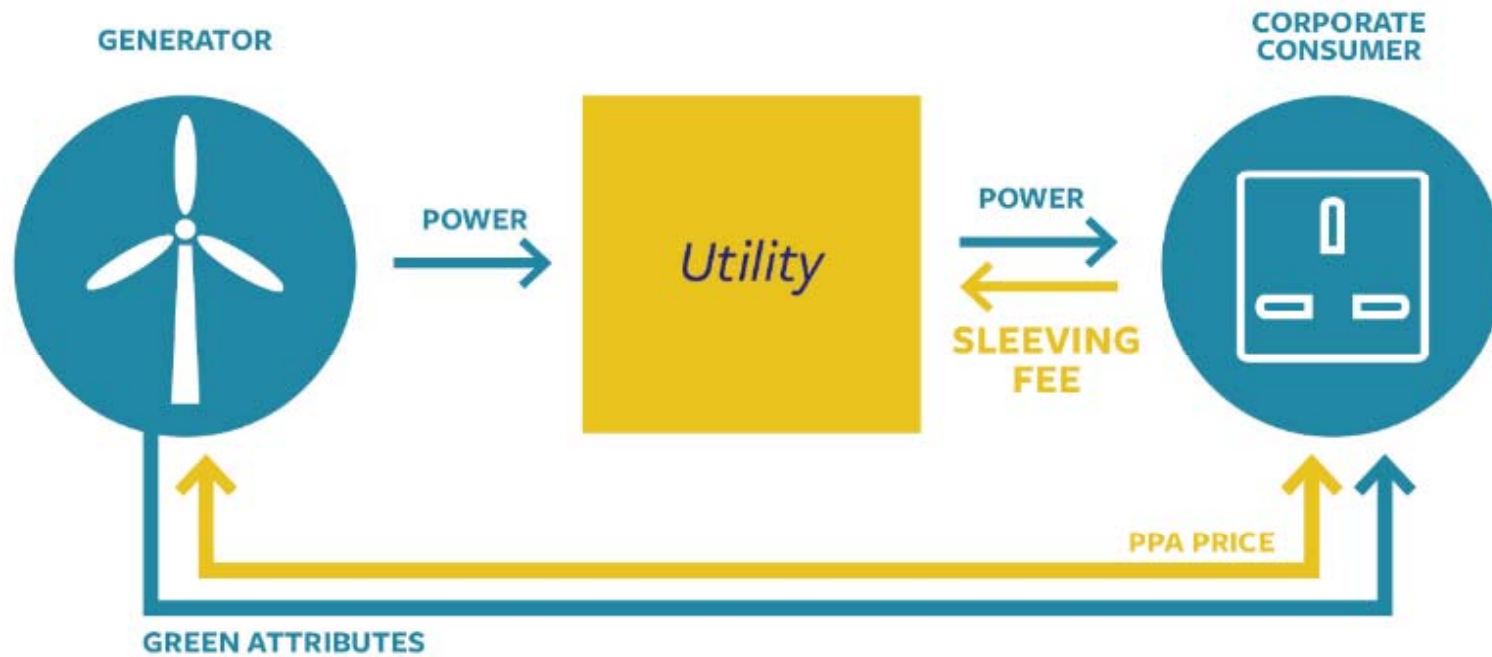 GENERATOR
CORPORATE
CONSUMER
POWER
Utility
POWER
SLEEVING
FEE
PPA PRICE
GREEN ATTRIBUTES